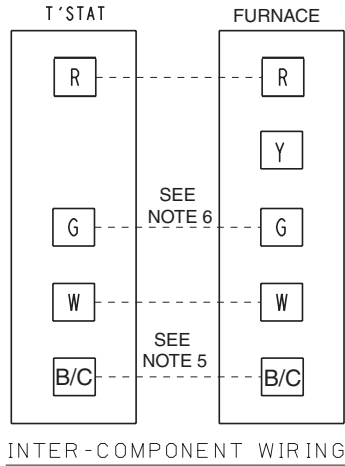 T'STAT FURNACE
R R
Y
SEE
NOTE 6
G G
W W
SEE
NOTE 5
B/C B/C
INTER-COMPONENT WIRING